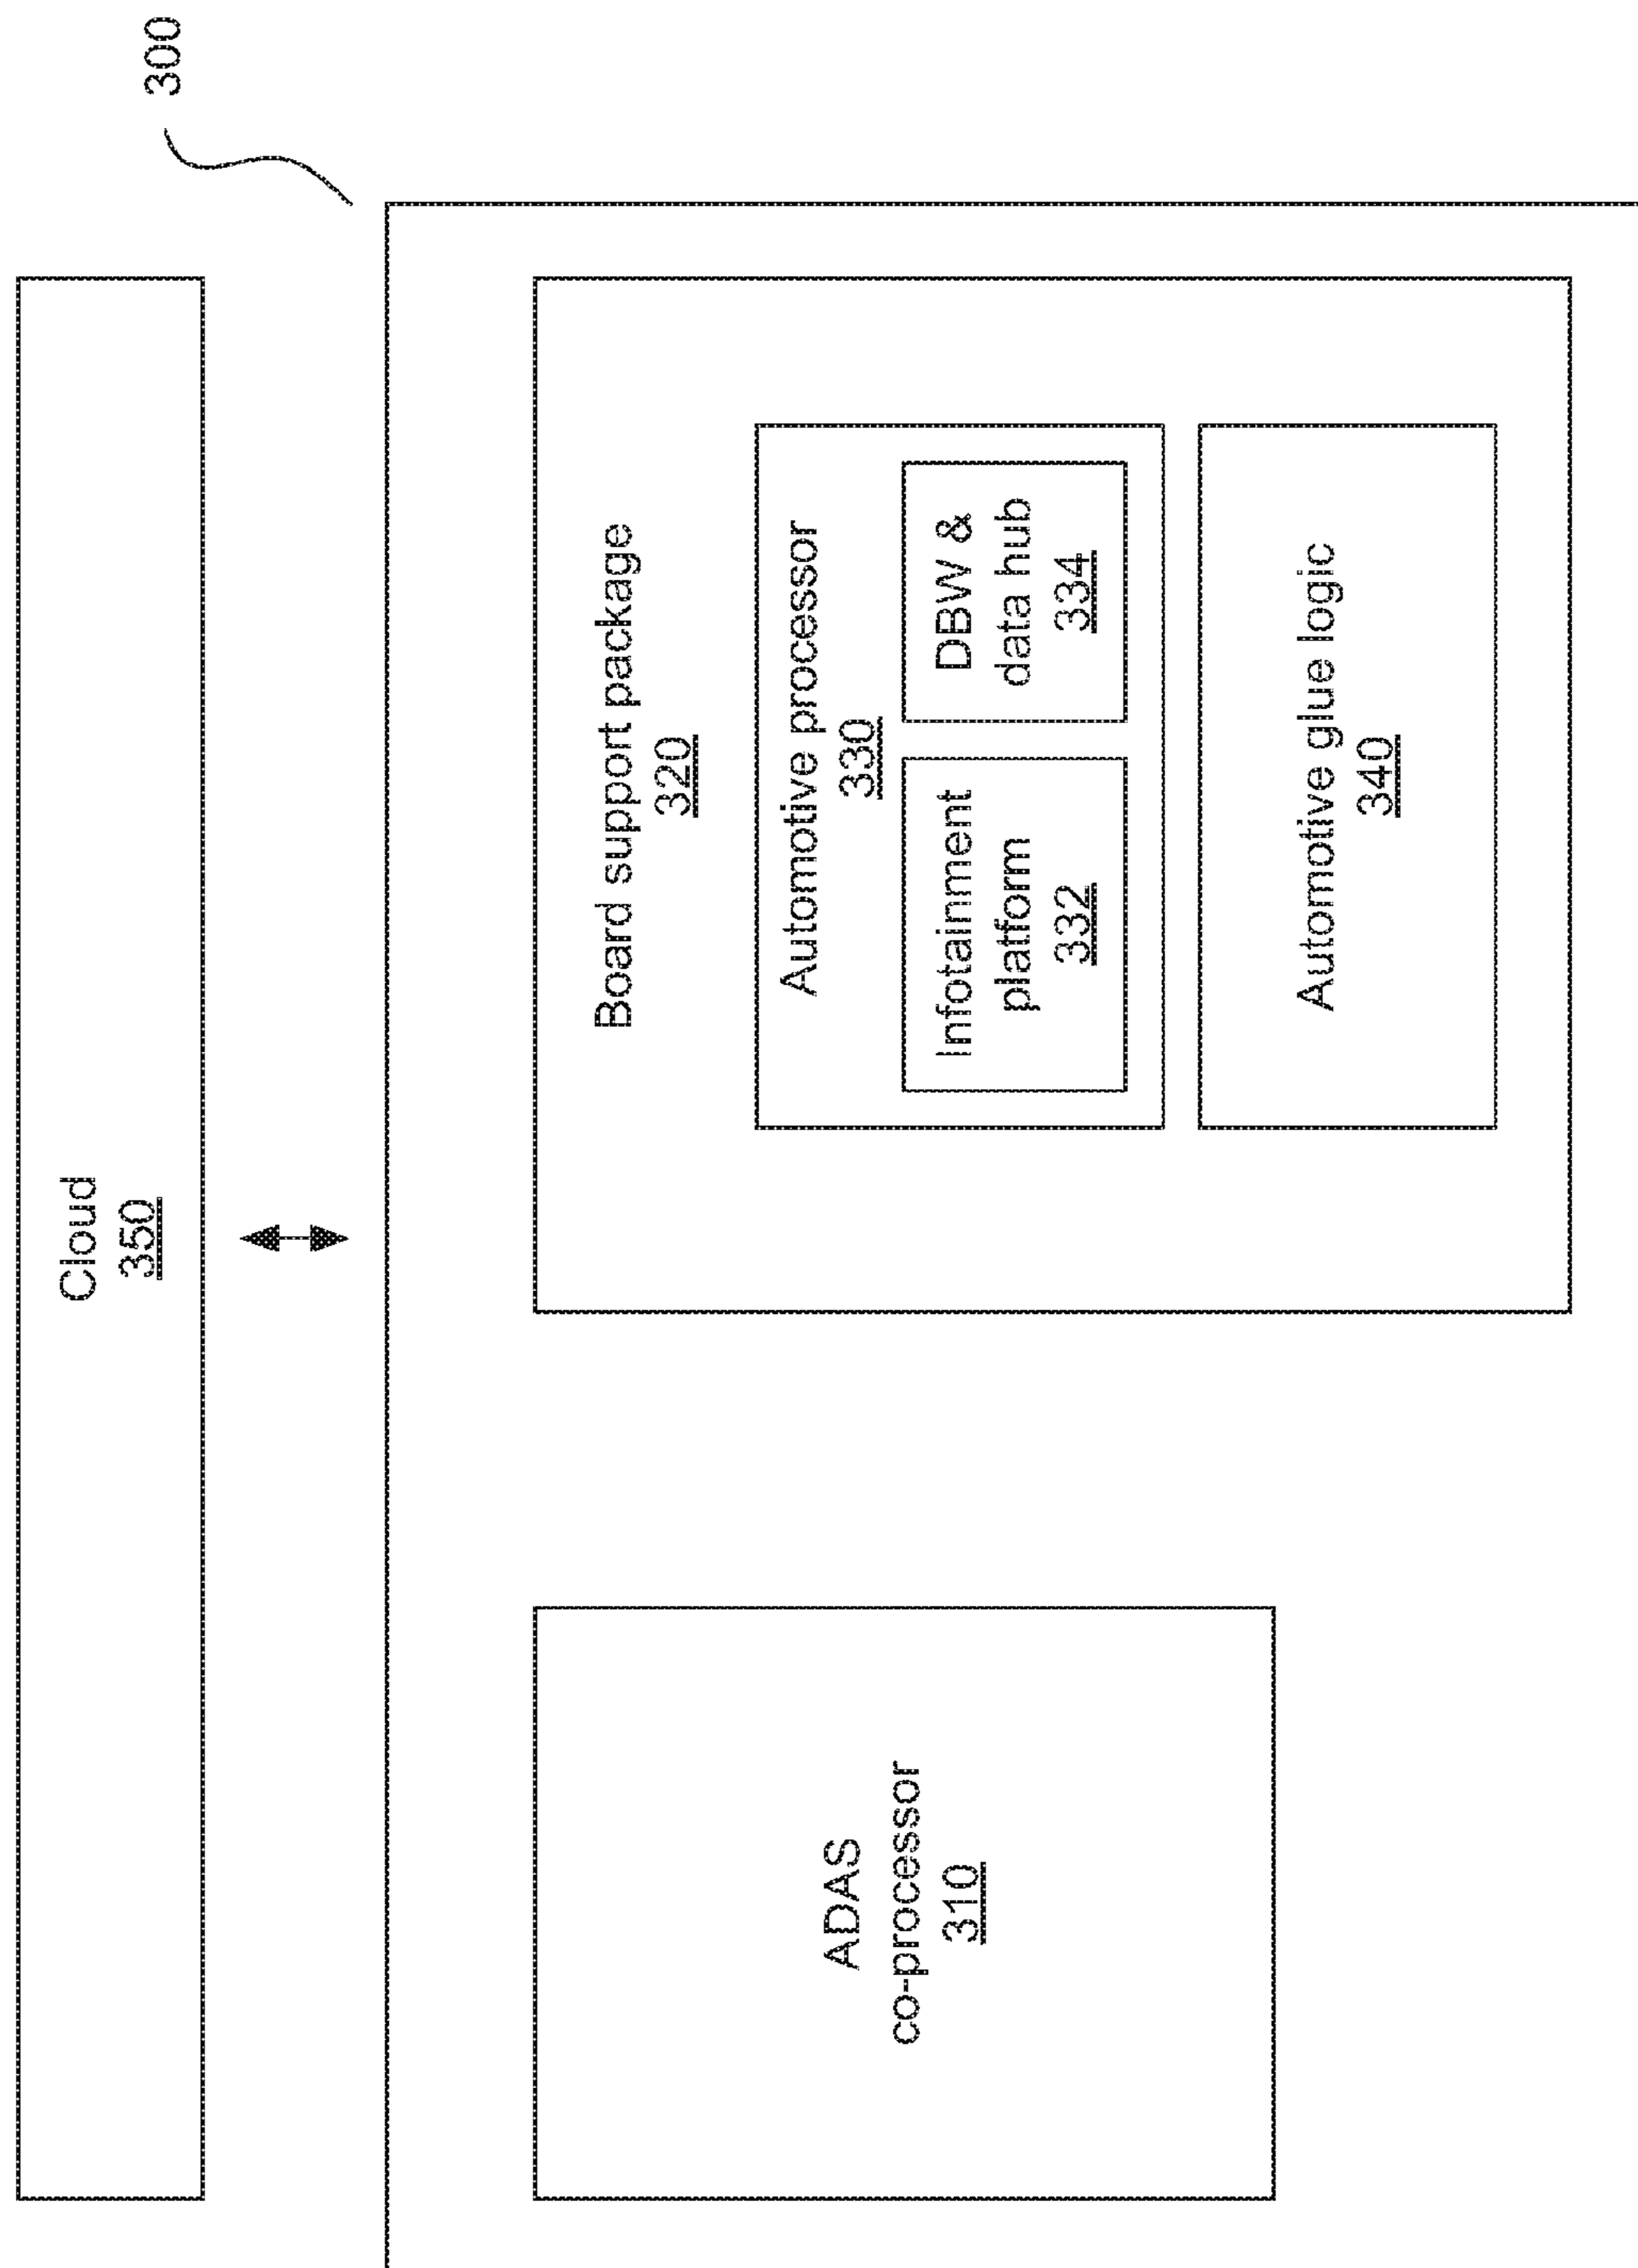 300
Cloud
350
ADAS
co-processor
310
Board support package
320
Automotive processor
330
Infotainment
platform
332
DBW &
data hub
334
Automotive glue logic
340